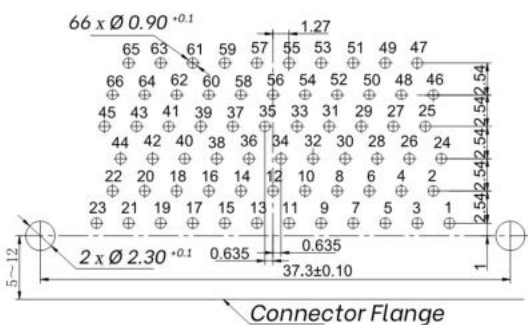 66 x Ø 0.90 +0.1
1.27
65 63 61 59 57 55 53 51 49 47
66 64 62 60 58 56 54 52 50 48 46
45 43 41 39 37 35 33 31 29 27 25
44 42 40 38 36 34 32 30 28 26 24
22 20 18 16 14 12 10 8 6 4 2
23 21 19 17 15 13 11 9 7 5 3 1
2.54 2.54 2.54 2.54 2.54
1
2 x Ø 2.30 +0.1
0.635
0.635
37.3±0.10
5~12
Connector Flange